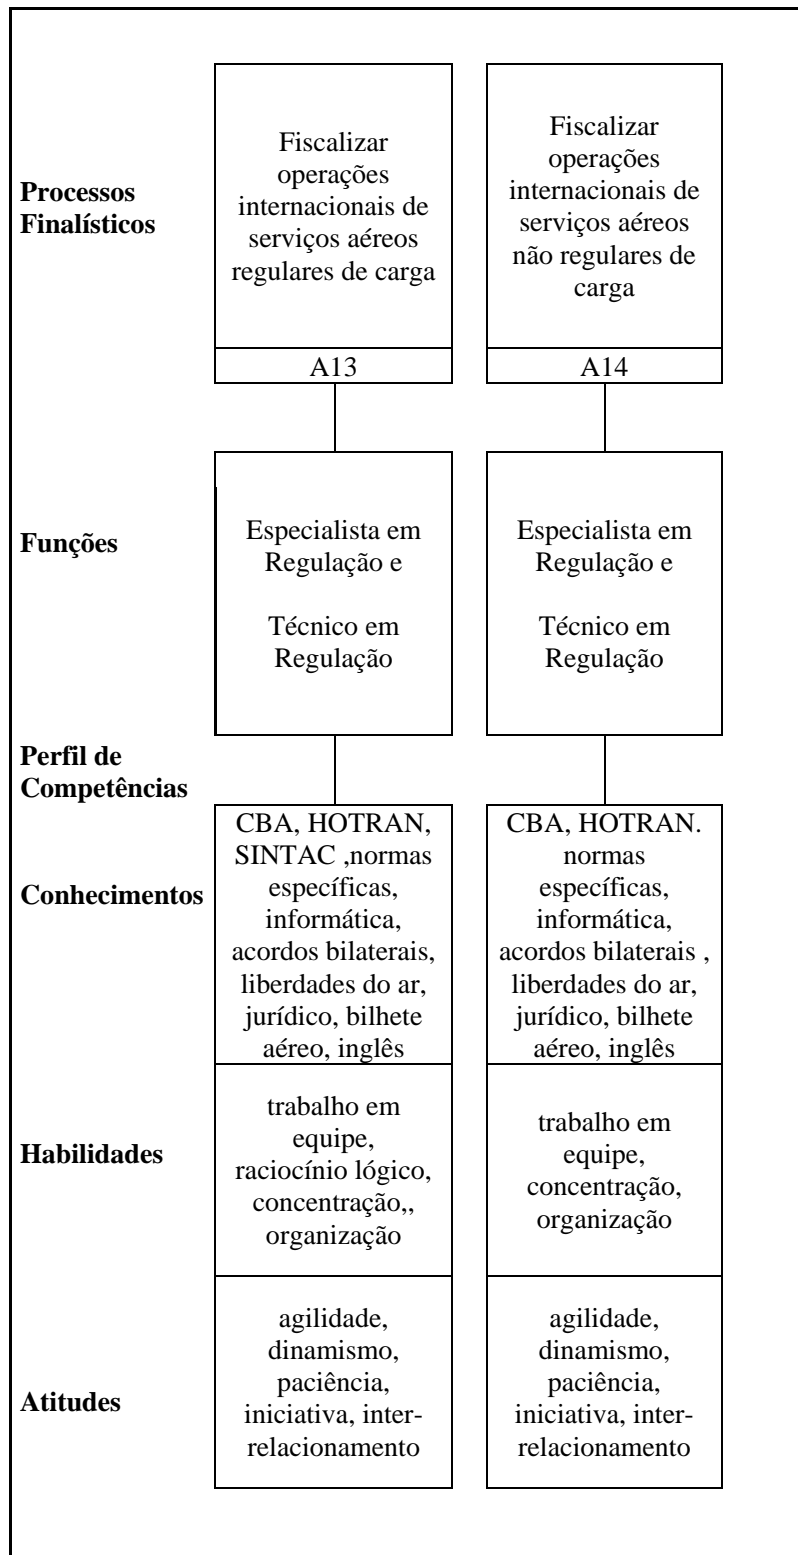 Processos
Finalísticos
Fiscalizar
operações
internacionais de
serviços aéreos
regulares de carga
A13
Fiscalizar
operações
internacionais de
serviços aéreos
não regulares de
carga
A14
Funções
Especialista em
Regulação e
Técnico em
Regulação
Especialista em
Regulação e
Técnico em
Regulação
Perfil de
Competências
Conhecimentos
CBA, HOTRAN,
SINTAC ,normas
específicas,
informática,
acordos bilaterais,
liberdades do ar,
jurídico, bilhete
aéreo, inglês
CBA, HOTRAN.
normas
específicas,
informática,
acordos bilaterais ,
liberdades do ar,
jurídico, bilhete
aéreo, inglês
Habilidades
trabalho em
equipe,
raciocínio lógico,
concentração,,
organização
trabalho em
equipe,
concentração,
organização
Atitudes
agilidade,
dinamismo,
paciência,
iniciativa, inter-
relacionamento
agilidade,
dinamismo,
paciência,
iniciativa, inter-
relacionamento